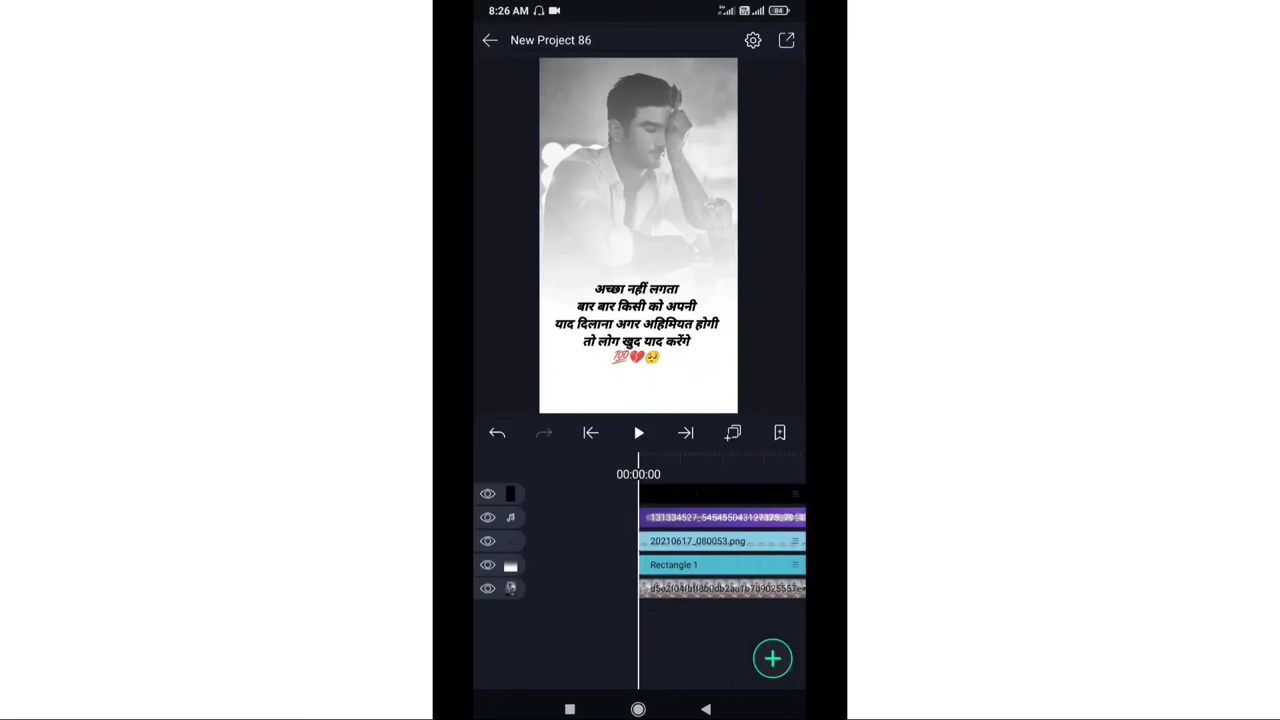 8:26 AM
84
New Project 86
अच्छा नहीं लगता
बार बार किसी को अपनी
याद दिलाना अगर अहिमियत होगी
तो लोग खुद याद करेंगे
💯💔🥺
00:00:00
20210617_080053.png
Rectangle 1